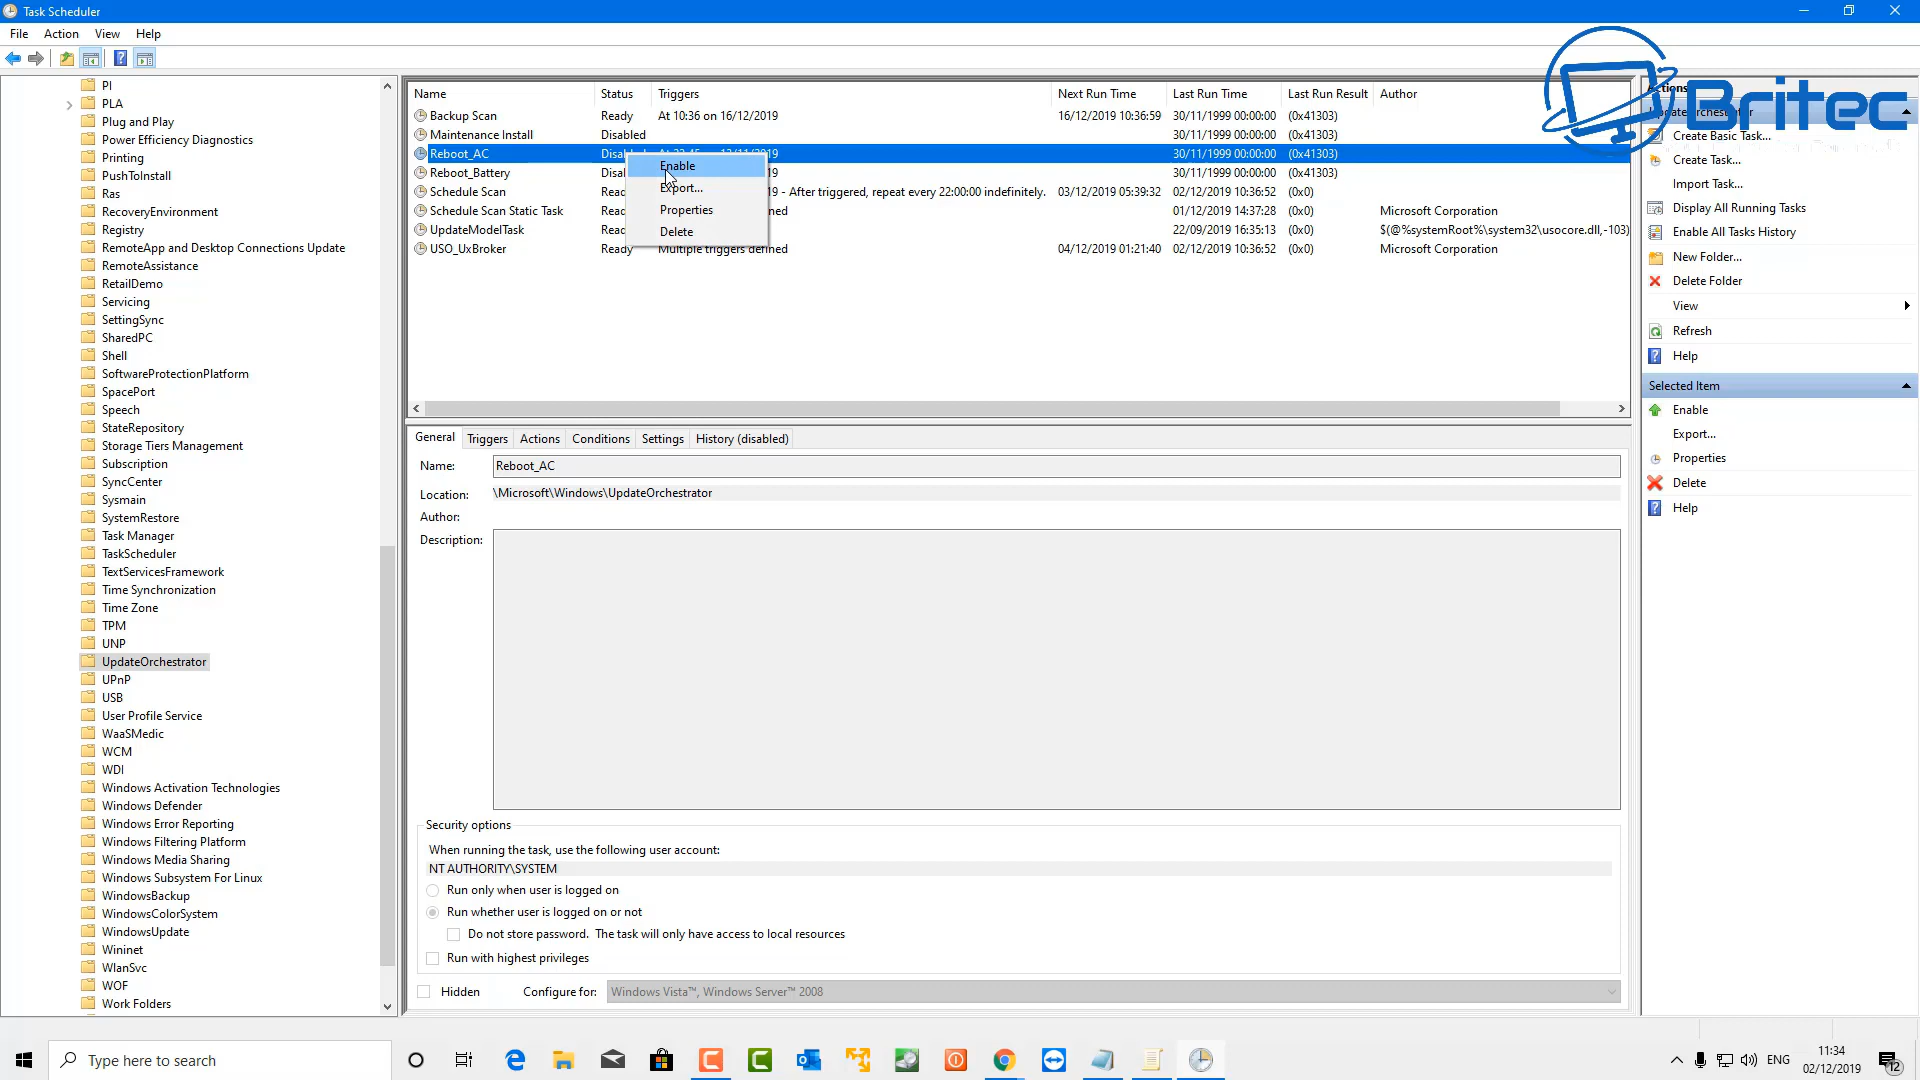 Task Scheduler
File Action View Help
PI
PLA
Plug and Play
Power Efficiency Diagnostics
Printing
PushToInstall
Ras
RecoveryEnvironment
Registry
RemoteApp and Desktop Connections Update
RemoteAssistance
RetailDemo
Servicing
SettingSync
SharedPC
Shell
SoftwareProtectionPlatform
SpacePort
Speech
StateRepository
Storage Tiers Management
Subscription
SyncCenter
Sysmain
SystemRestore
Task Manager
TaskScheduler
TextServicesFramework
Time Synchronization
Time Zone
TPM
UNP
UpdateOrchestrator
UPnP
USB
User Profile Service
WaaSMedic
WCM
WDI
Windows Activation Technologies
Windows Defender
Windows Error Reporting
Windows Filtering Platform
Windows Media Sharing
Windows Subsystem For Linux
WindowsBackup
WindowsColorSystem
WindowsUpdate
Wininet
WlanSvc
WOF
Work Folders
Name Status Triggers Next Run Time Last Run Time Last Run Result Author
Backup Scan Ready At 10:36 on 16/12/2019 16/12/2019 10:36:59 30/11/1999 00:00:00 (0x41303)
Maintenance Install Disabled 30/11/1999 00:00:00 (0x41303)
Reboot_AC 30/11/1999 00:00:00 (0x41303)
Reboot_Battery 30/11/1999 00:00:00 (0x41303)
Schedule Scan - After triggered, repeat every 22:00:00 indefinitely. 03/12/2019 05:39:32 02/12/2019 10:36:52 (0x0)
Schedule Scan Static Task 01/12/2019 14:37:28 (0x0) Microsoft Corporation
UpdateModelTask 22/09/2019 16:35:13 (0x0) $(@%systemRoot%\system32\usocore.dll,-103)
USO_UxBroker Ready Multiple triggers defined 04/12/2019 01:21:40 02/12/2019 10:36:52 (0x0) Microsoft Corporation
Enable
Export...
Properties
Delete
General Triggers Actions Conditions Settings History (disabled)
Name: Reboot_AC
Location: \Microsoft\Windows\UpdateOrchestrator
Author:
Description:
Security options
When running the task, use the following user account:
NT AUTHORITY\SYSTEM
Run only when user is logged on
Run whether user is logged on or not
Do not store password. The task will only have access to local resources
Run with highest privileges
Hidden Configure for: Windows Vista™, Windows Server™ 2008
Britec
Actions
Create Basic Task...
Create Task...
Import Task...
Display All Running Tasks
Enable All Tasks History
New Folder...
Delete Folder
View
Refresh
Help
Selected Item
Enable
Export...
Properties
Delete
Help
Type here to search
ENG
11:34
02/12/2019
12